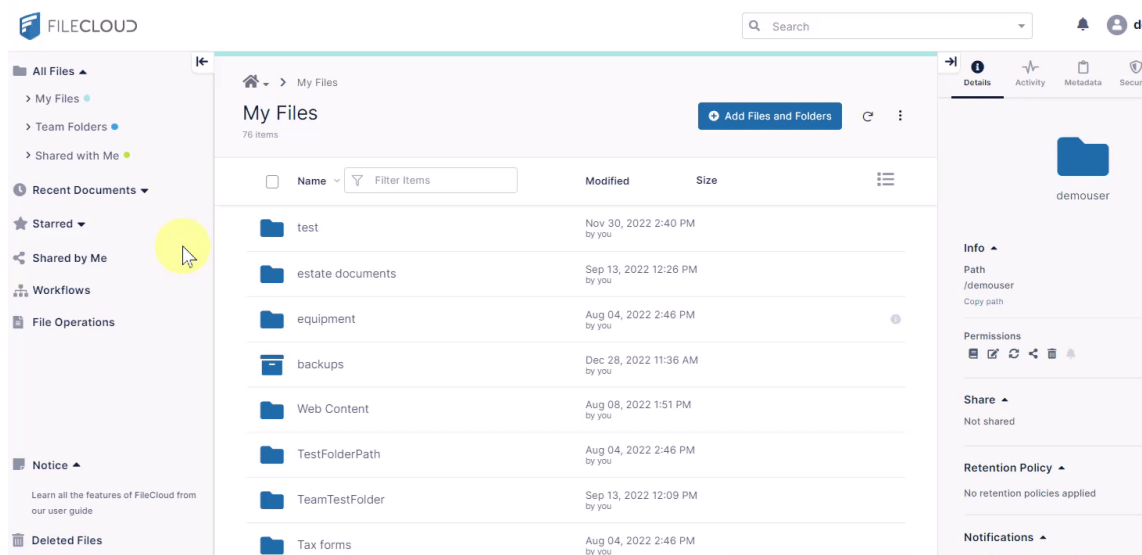 FILECLOUD
Search
de
All Files
My Files
Team Folders
Shared with Me
Recent Documents
Starred
Shared by Me
Workflows
File Operations
Notice
Learn all the features of FileCloud from
our user guide
Deleted Files
My Files
My Files
76 items
Add Files and Folders
Name
Filter Items
Modified
Size
test
Nov 30, 2022 2:40 PM
by you
estate documents
Sep 13, 2022 12:26 PM
by you
equipment
Aug 04, 2022 2:46 PM
by you
backups
Dec 28, 2022 11:36 AM
by you
Web Content
Aug 08, 2022 1:51 PM
by you
TestFolderPath
Aug 04, 2022 2:46 PM
by you
TeamTestFolder
Sep 13, 2022 12:09 PM
by you
Tax forms
Aug 04, 2022 2:46 PM
by you
Details
Activity
Metadata
Secur
demouser
Info
Path
/demouser
Copy path
Permissions
Share
Not shared
Retention Policy
No retention policies applied
Notifications